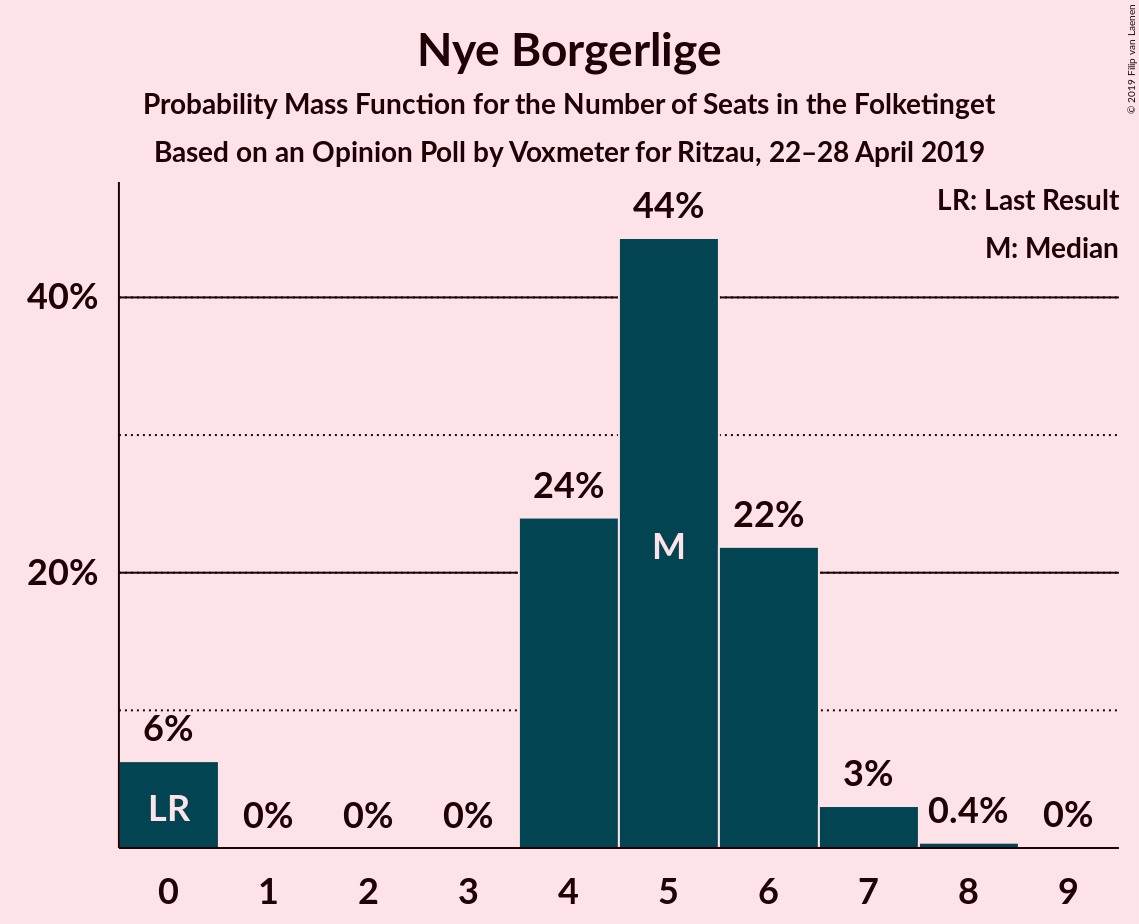 Nye Borgerlige
Probability Mass Function for the Number of Seats in the Folketinget
Based on an Opinion Poll by Voxmeter for Ritzau, 22–28 April 2019
© 2019 Filip van Laenen
LR: Last Result
M: Median
44%
40%
24%
22%
M
20%
6%
LR
0%
0%
0%
3%
0.4%
0%
0 1 2 3 4 5 6 7 8 9